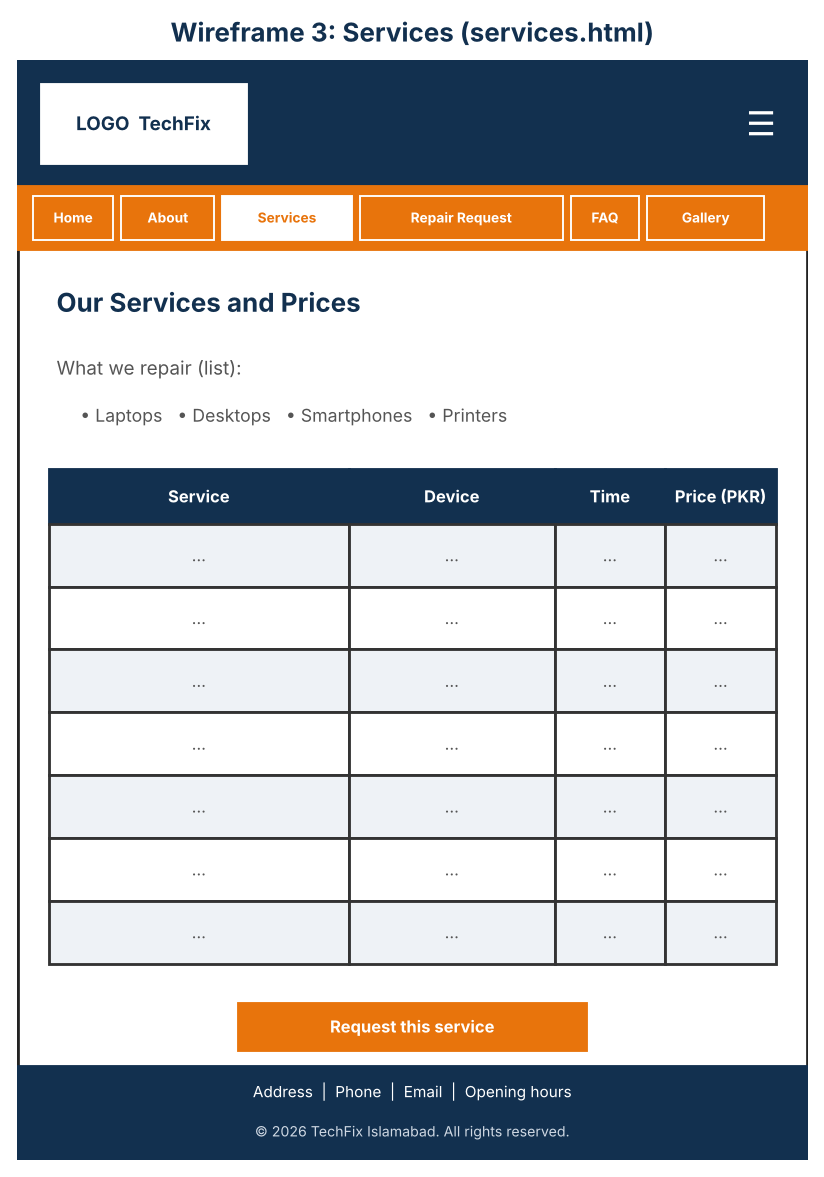 Wireframe 3: Services (services.html)
LOGO TechFix
☰
Home About Services Repair Request FAQ Gallery
Our Services and Prices
What we repair (list):
• Laptops • Desktops • Smartphones • Printers
Service Device Time Price (PKR)
... ... ... ...
... ... ... ...
... ... ... ...
... ... ... ...
... ... ... ...
... ... ... ...
... ... ... ...
Request this service
Address | Phone | Email | Opening hours
© 2026 TechFix Islamabad. All rights reserved.